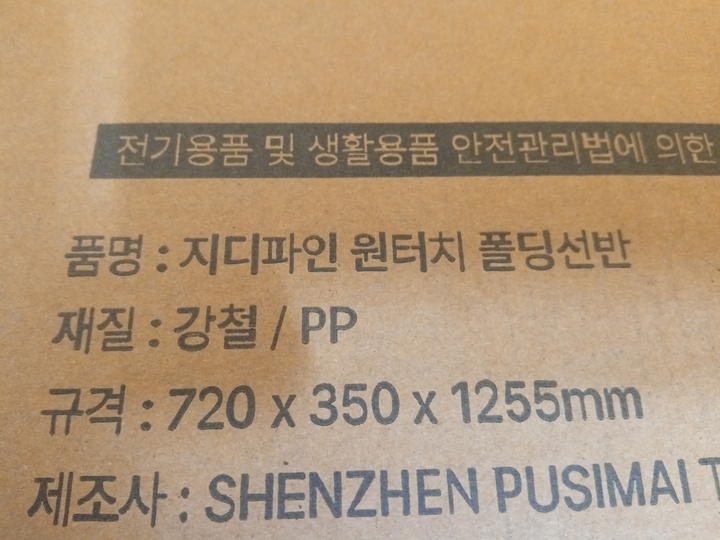 전기용품 및 생활용품 안전관리법에 의한
품명 : 지디파인 원터치 폴딩선반
재질 : 강철 / PP
규격 : 720 x 350 x 1255mm
제조사 : SHENZHEN PUSIMAI T